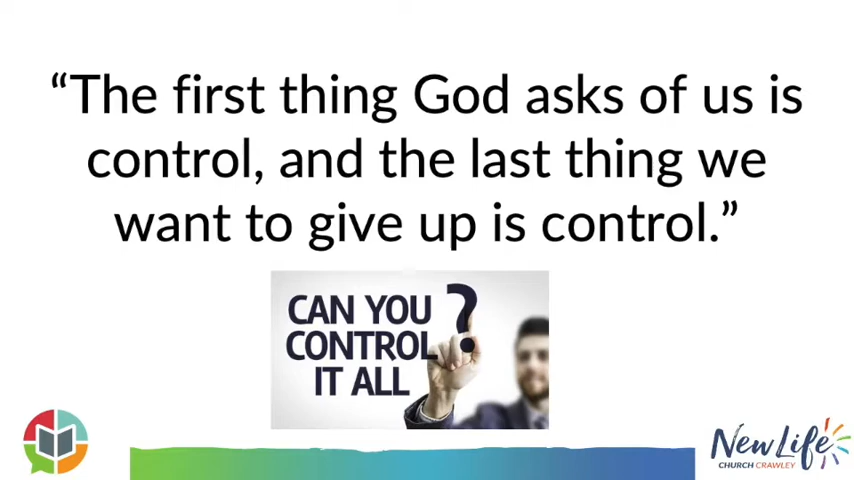 “The first thing God asks of us is
control, and the last thing we
want to give up is control.”
CAN YOU
CONTROL
IT ALL
?
New Life
CHURCH CRAWLEY